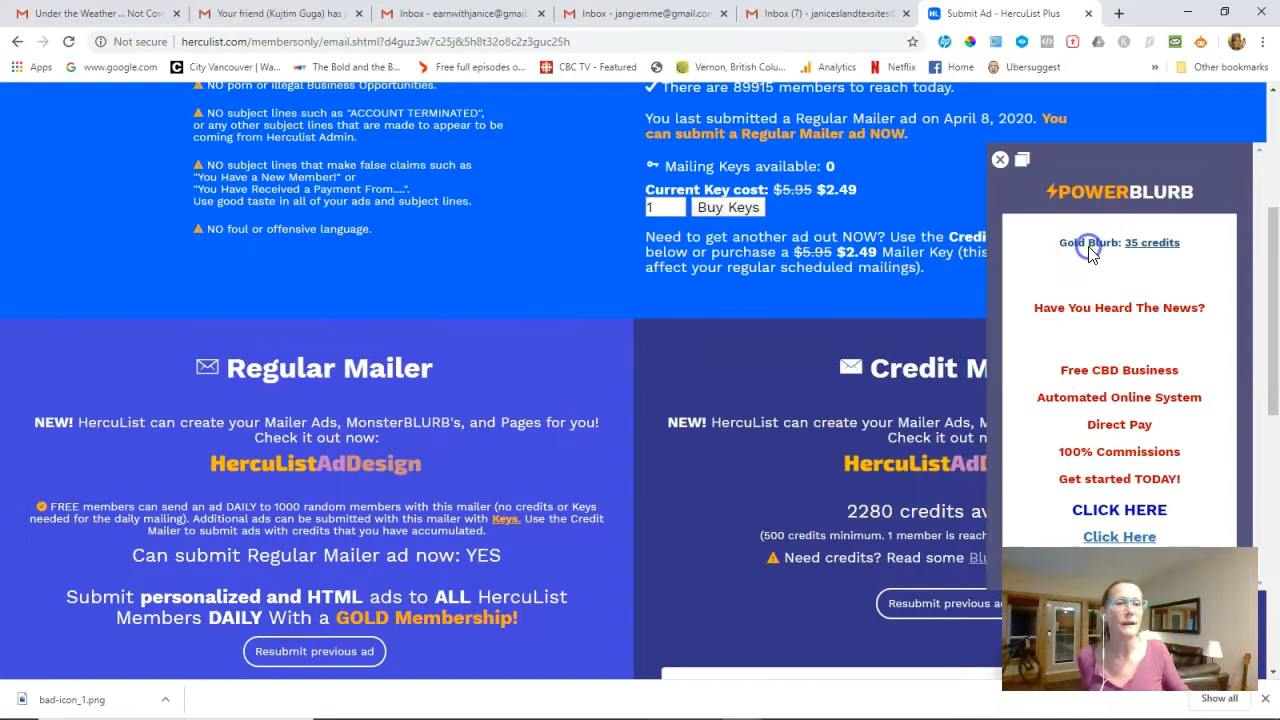 Your friend (Kujtim Guga) has
Inbox - earnwithjanice@gmail.
Inbox - jangiemme@gmail.com
Inbox (7) - janiceslandtexsites@
Submit Ad - HercuList Plus
Not secure
herculist.com/membersonly/email.shtml?d4guz3w7c25j&5h8t32o8c2z3guc25h
Apps
www.google.com
City Vancouver | Wa...
The Bold and the B...
Free full episodes o...
CBC TV - Featured
Vernon, British Colu...
Analytics
Netflix
Home
Ubersuggest
»
Other bookmarks
NO porn or illegal Business Opportunities.
NO subject lines such as "ACCOUNT TERMINATED",
or any other subject lines that are made to appear to be
coming from Herculist Admin.
NO subject lines that make false claims such as
"You Have a New Member!" or
"You Have Received a Payment From....".
Use good taste in all of your ads and subject lines.
NO foul or offensive language.
There are 89915 members to reach today.
You last submitted a Regular Mailer ad on April 8, 2020. You
can submit a Regular Mailer ad NOW.
Mailing Keys available: 0
Current Key cost: $5.95 $2.49
1
Buy Keys
Need to get another ad out NOW? Use the Credi
below or purchase a $5.95 $2.49 Mailer Key (this
affect your regular scheduled mailings).
POWERBLURB
Gold Blurb: 35 credits
Have You Heard The News?
Free CBD Business
Automated Online System
Direct Pay
100% Commissions
Get started TODAY!
CLICK HERE
Click Here
Regular Mailer
NEW! HercuList can create your Mailer Ads, MonsterBLURB's, and Pages for you!
Check it out now:
HercuListAdDesign
FREE members can send an ad DAILY to 1000 random members with this mailer (no credits or Keys
needed for the daily mailing). Additional ads can be submitted with this mailer with Keys. Use the Credit
Mailer to submit ads with credits that you have accumulated.
Can submit Regular Mailer ad now: YES
Submit personalized and HTML ads to ALL HercuList
Members DAILY With a GOLD Membership!
Resubmit previous ad
Credit M
NEW! HercuList can create your Mailer Ads, M
Check it out n
HercuListAdD
2280 credits av
(500 credits minimum. 1 member is reach
Need credits? Read some Blu
Resubmit previous a
bad-icon_1.png
Show all